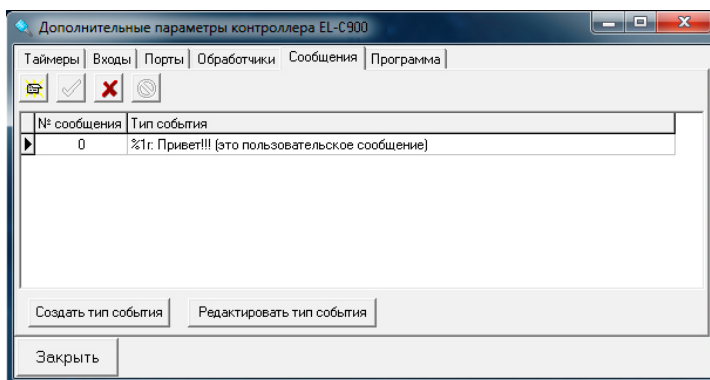 Дополнительные параметры контроллера EL-C900
Таймеры Входы Порты Обработчики Сообщения Программа
№ сообщения Тип события
0 %1r: Привет!!! (это пользовательское сообщение)
Создать тип события Редактировать тип события
Закрыть